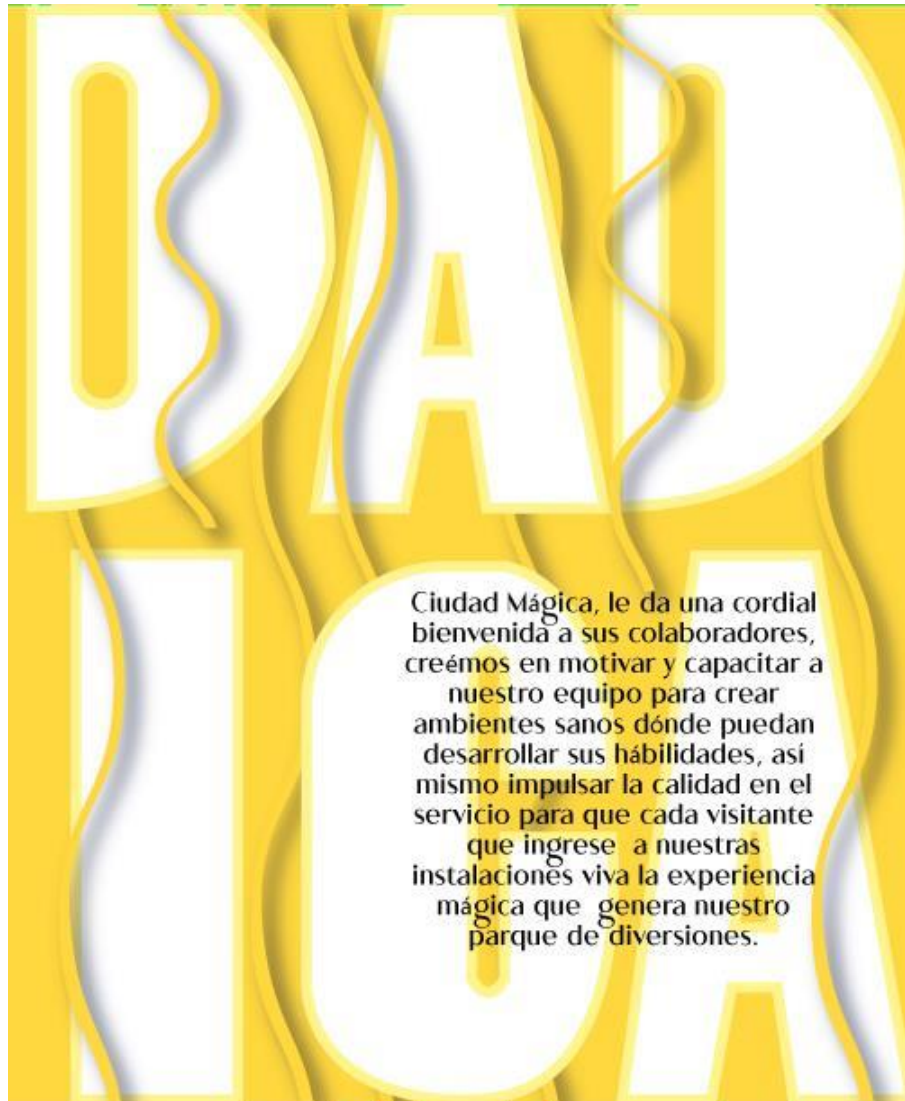 DAD
ICA
Ciudad Mágica, le da una cordial
bienvenida a sus colaboradores,
creémos en motivar y capacitar a
nuestro equipo para crear
ambientes sanos dónde puedan
desarrollar sus hábilidades, así
mismo impulsar la calidad en el
servicio para que cada visitante
que ingrese  a nuestras
instalaciones viva la experiencia
mágica que  genera nuestro
parque de diversiones.